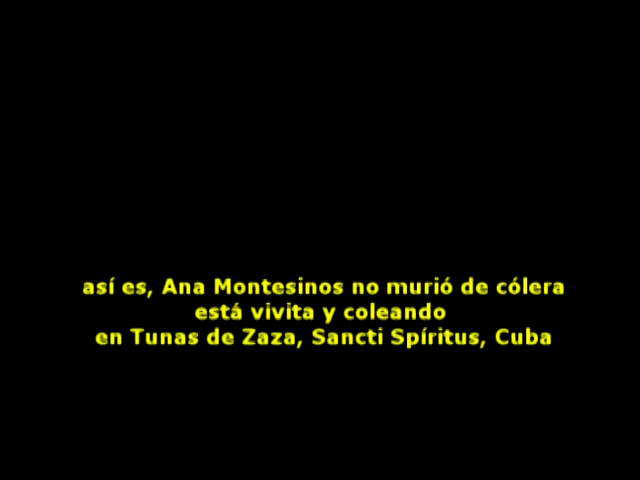 así es, Ana Montesinos no murió de cólera
está vivita y coleando
en Tunas de Zaza, Sancti Spíritus, Cuba